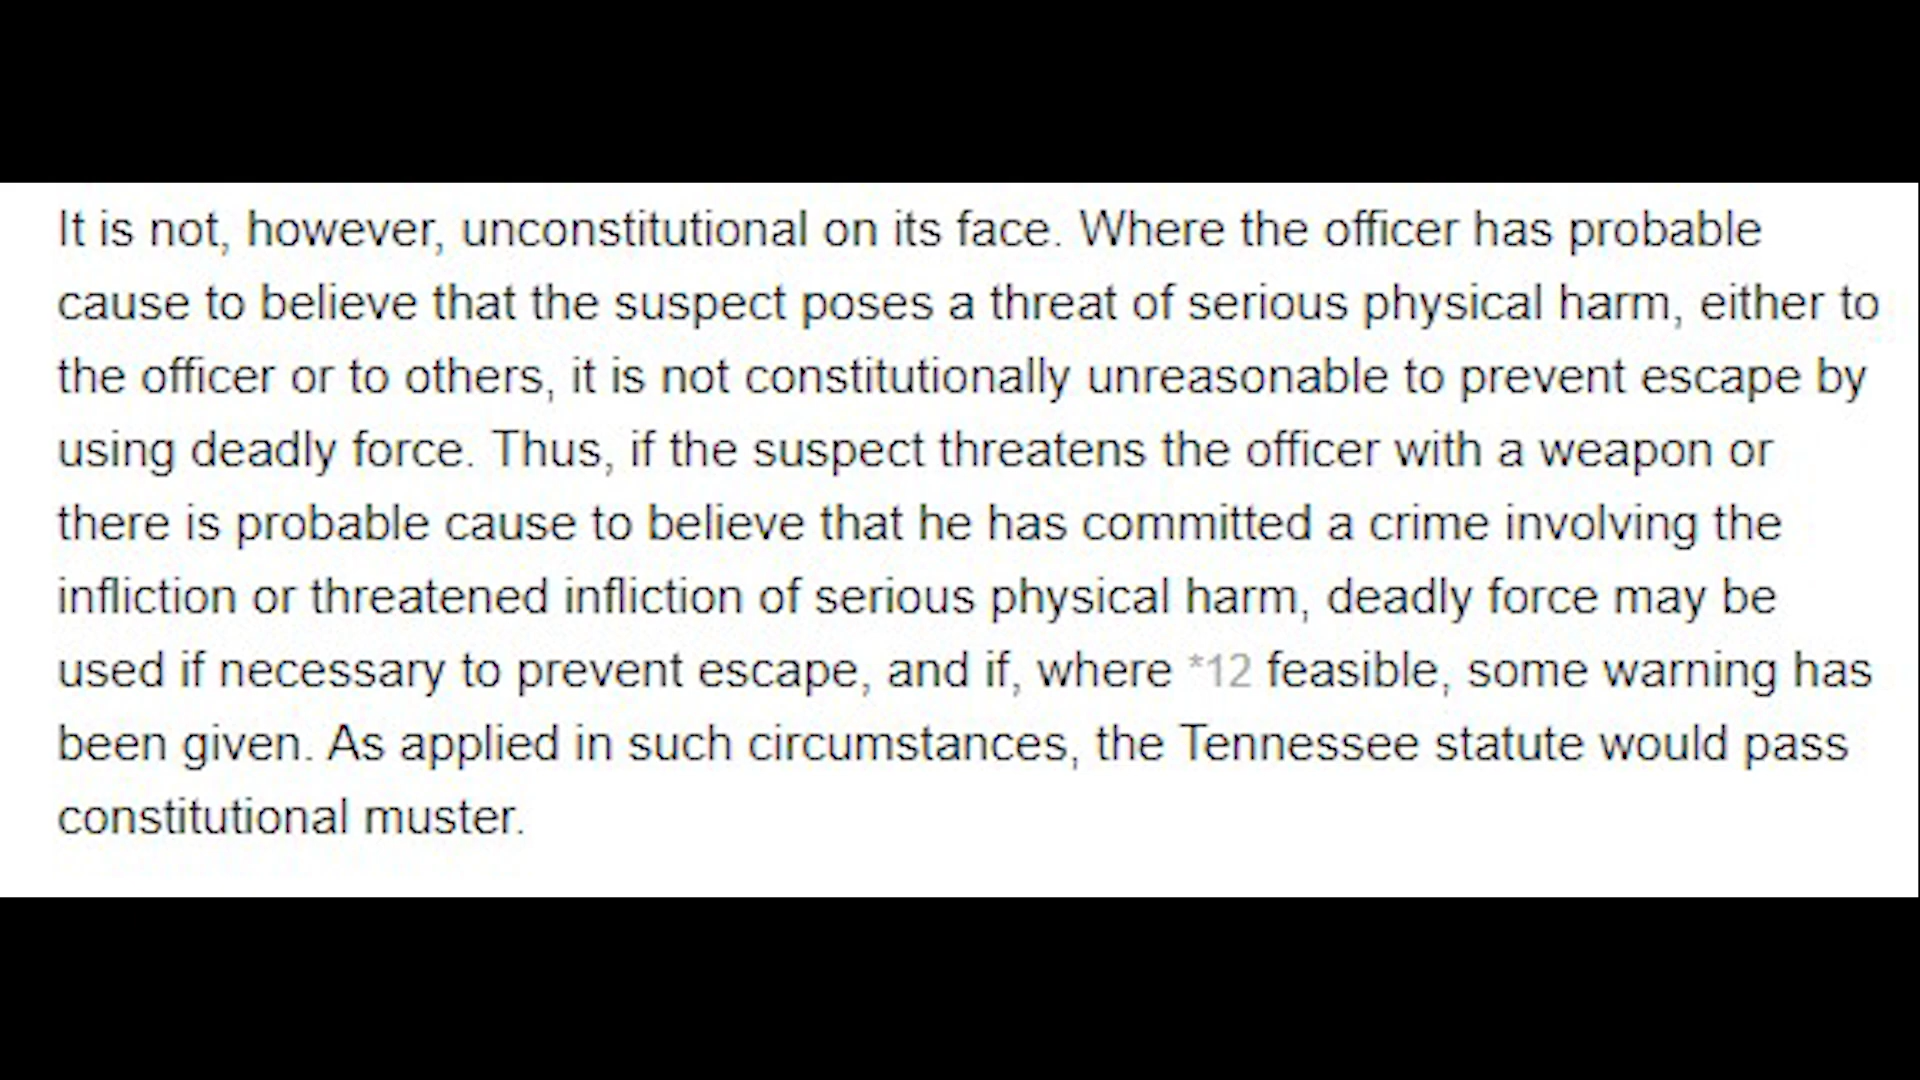 It is not, however, unconstitutional on its face. Where the officer has probable
cause to believe that the suspect poses a threat of serious physical harm, either to
the officer or to others, it is not constitutionally unreasonable to prevent escape by
using deadly force. Thus, if the suspect threatens the officer with a weapon or
there is probable cause to believe that he has committed a crime involving the
infliction or threatened infliction of serious physical harm, deadly force may be
used if necessary to prevent escape, and if, where *12 feasible, some warning has
been given. As applied in such circumstances, the Tennessee statute would pass
constitutional muster.